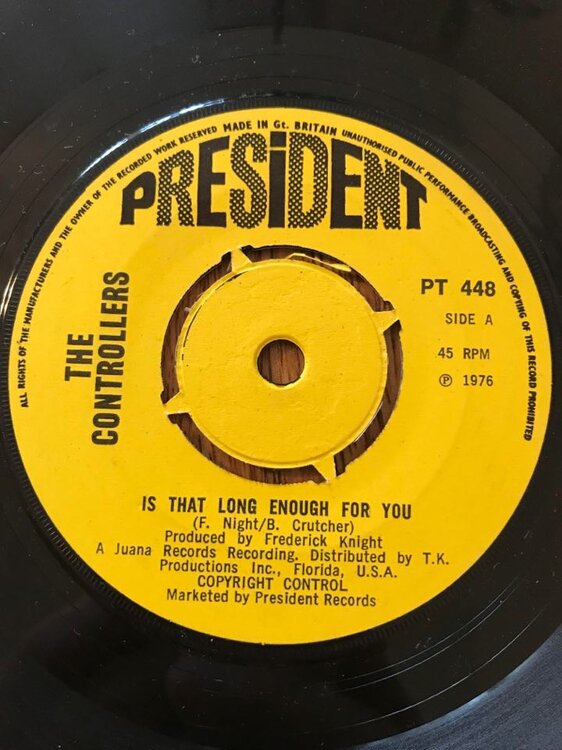 ALL RIGHTS OF THE MANUFACTURERS AND THE OWNER OF THE RECORDED WORK RESERVED MADE IN Gt. BRITAIN UNAUTHORISED PUBLIC PERFORMANCE BROADCASTING AND COPYING OF THIS RECORD PROHIBITED
PRESiDENT
THE
CONTROLLERS
PT 448
SIDE A
45 RPM
℗ 1976
IS THAT LONG ENOUGH FOR YOU
(F. Night/B. Crutcher)
Produced by Frederick Knight
A Juana Records Recording. Distributed by T.K.
Productions Inc., Florida, U.S.A.
COPYRIGHT CONTROL
Marketed by President Records